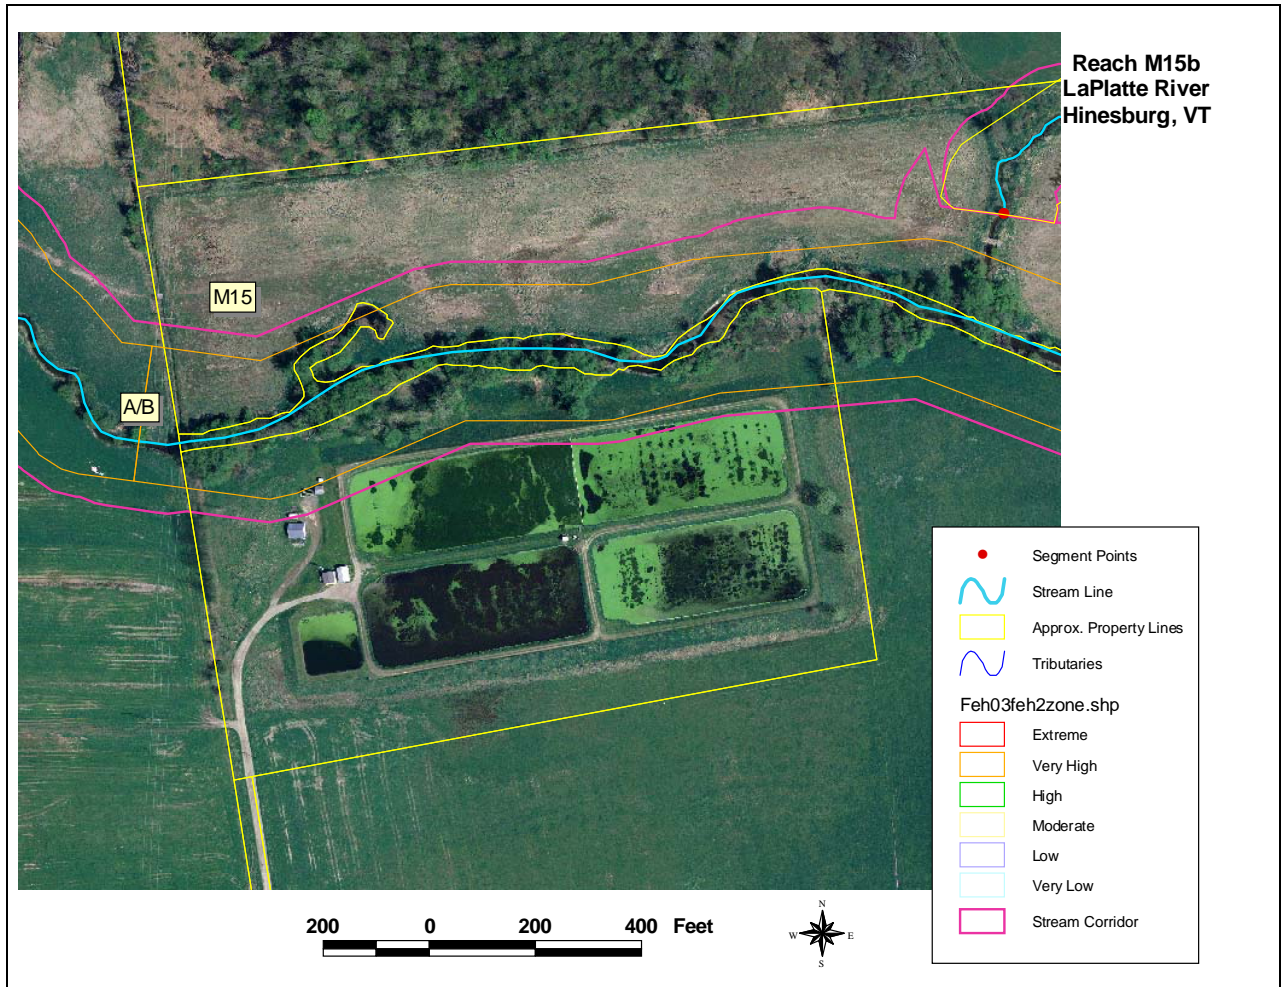 Reach M15b
LaPlatte River
Hinesburg, VT
M15
A/B
Segment Points
Stream Line
Approx. Property Lines
Tributaries
Feh03feh2zone.shp
Extreme
Very High
High
Moderate
Low
Very Low
Stream Corridor
200 0 200 400 Feet
N
W E
S